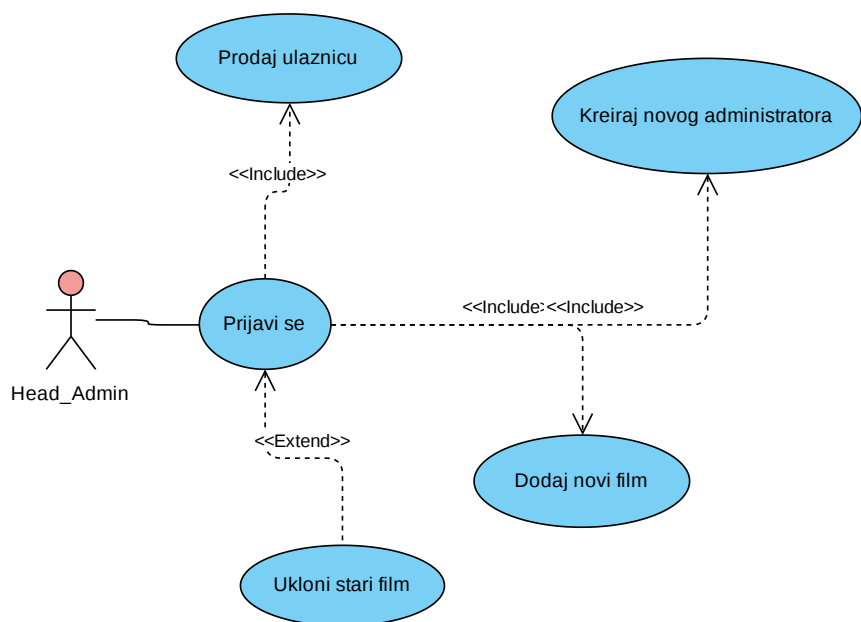 Prodaj ulaznicu
Kreiraj novog administratora
<<Include>>
<<Include>>
<<Include>>
Prijavi se
Head_Admin
<<Extend>>
Dodaj novi film
Ukloni stari film